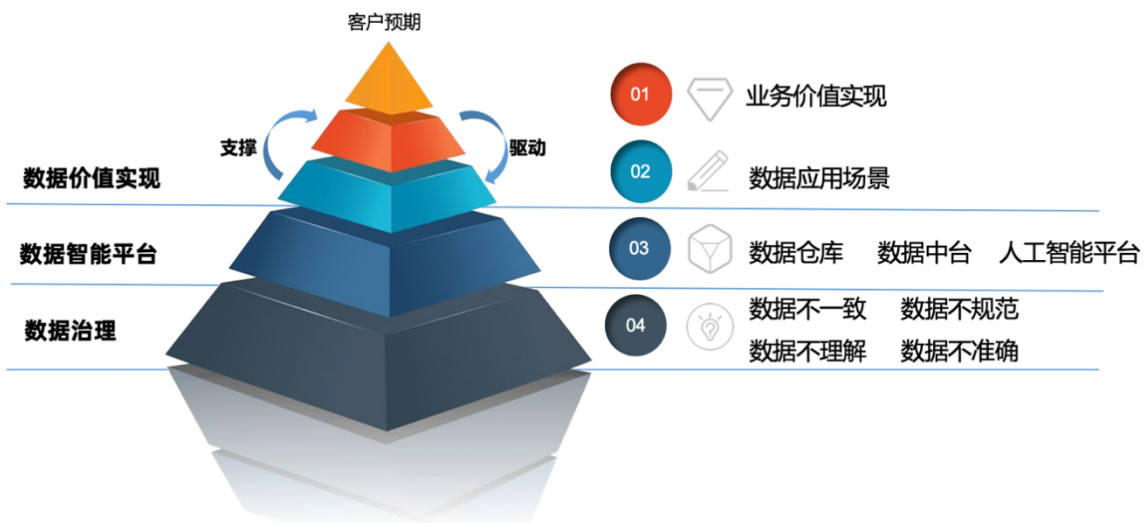 客户预期
支撑
驱动
数据价值实现
数据智能平台
数据治理
01 业务价值实现
02 数据应用场景
03 数据仓库 数据中台 人工智能平台
04 数据不一致 数据不规范
数据不理解 数据不准确